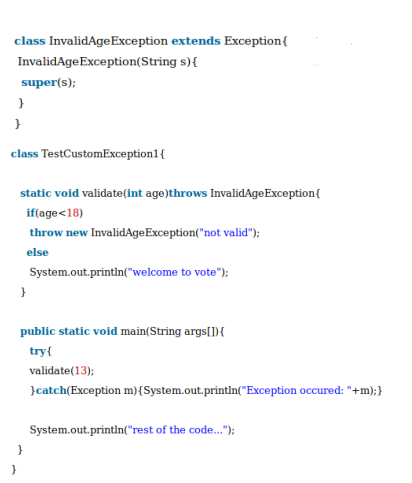 class InvalidAgeException extends Exception{
InvalidAgeException(String s){
super(s);
}
}
class TestCustomException1{
static void validate(int age)throws InvalidAgeException{
if(age<18)
throw new InvalidAgeException("not valid");
else
System.out.println("welcome to vote");
}
public static void main(String args[]){
try{
validate(13);
}catch(Exception m){System.out.println("Exception occured: "+m);}
System.out.println("rest of the code...");
}
}